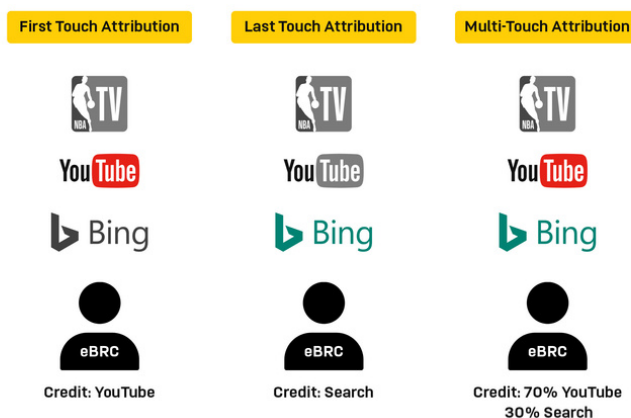 First Touch Attribution
Last Touch Attribution
Multi-Touch Attribution
NBA TV
NBA TV
NBA TV
YouTube
YouTube
YouTube
Bing
Bing
Bing
eBRC
eBRC
eBRC
Credit: YouTube
Credit: Search
Credit: 70% YouTube
30% Search